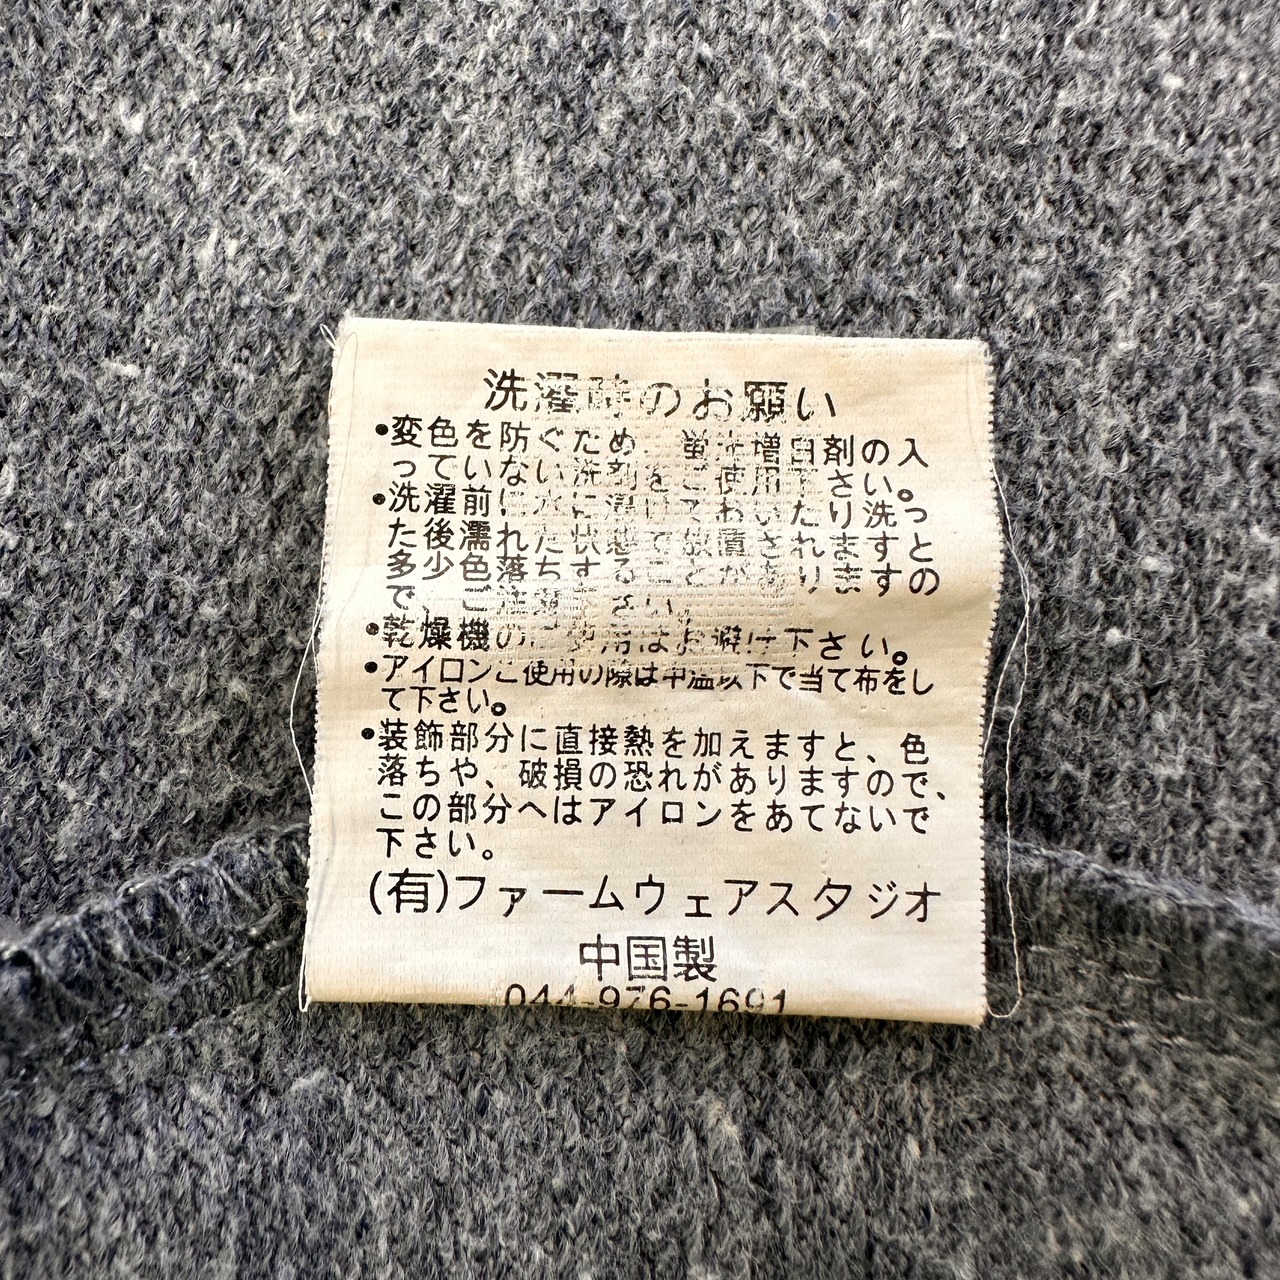 洗濯時のお願い
•変色を防ぐため、蛍光増白剤の入
っていない洗剤をご使用下さい。
•洗濯前に水に漬けておいたり洗っ
た後濡れた状態で放置されますと
多少色落ちすることがありますの
で、ご注意下さい。
•乾燥機のご使用はお避け下さい。
•アイロンご使用の際は中温以下で当て布をし
て下さい。
•装飾部分に直接熱を加えますと、色
落ちや、破損の恐れがありますので、
この部分へはアイロンをあてないで
下さい。
(有)ファームウェアスタジオ
中国製
044-976-1691